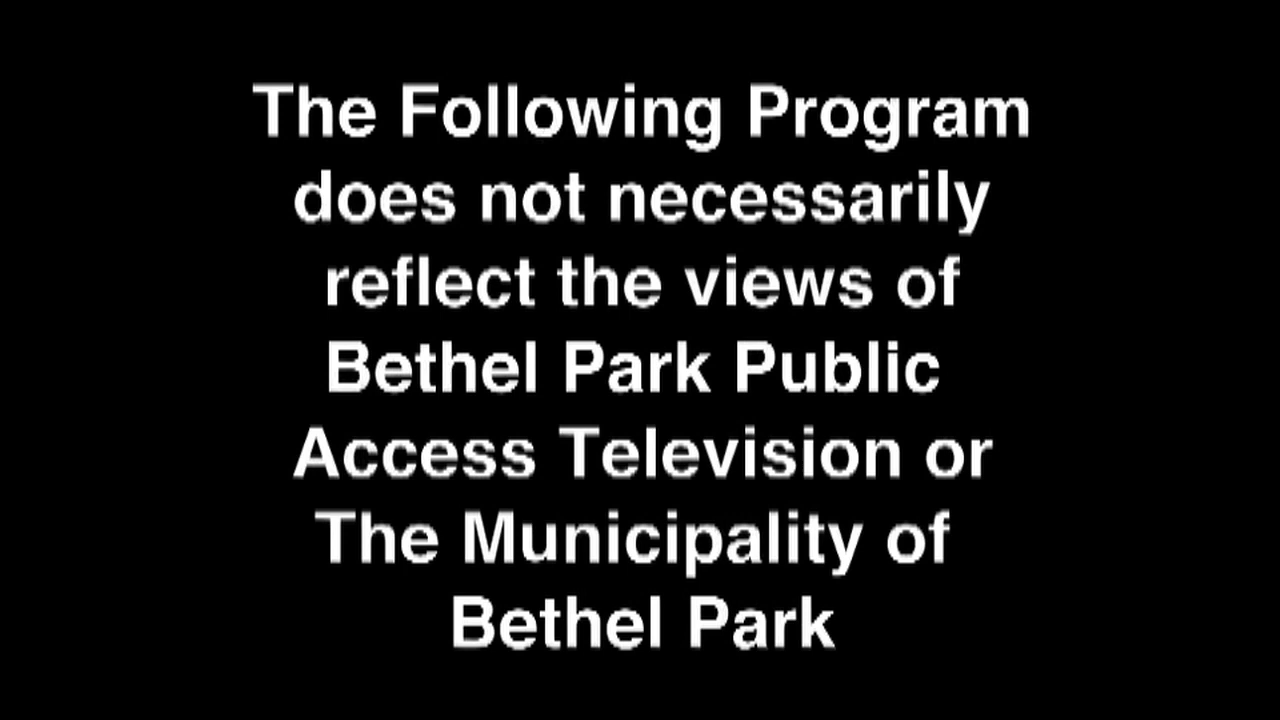 The Following Program
does not necessarily
reflect the views of
Bethel Park Public
Access Television or
The Municipality of
Bethel Park